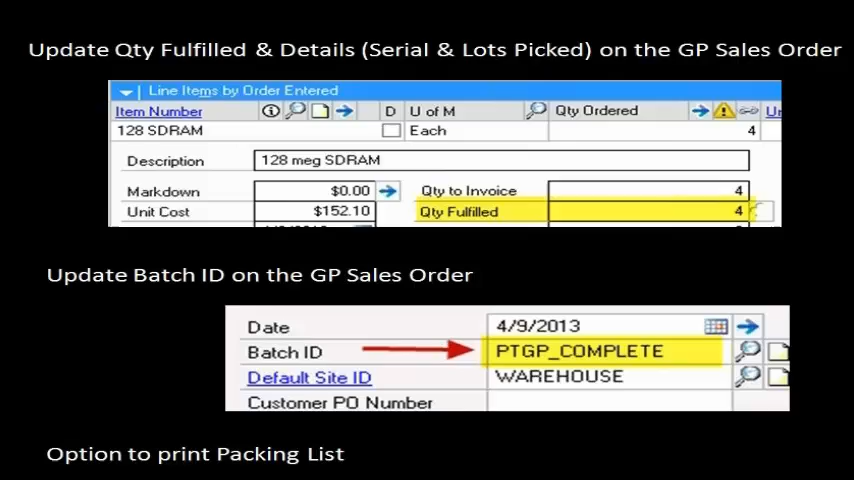 Update Qty Fulfilled & Details (Serial & Lots Picked) on the GP Sales Order
Line Items by Order Entered
Item Number D U of M Qty Ordered
128 SDRAM Each 4
Description 128 meg SDRAM
Markdown $0.00 Qty to Invoice 4
Unit Cost $152.10 Qty Fulfilled 4
Update Batch ID on the GP Sales Order
Date 4/9/2013
Batch ID PTGP_COMPLETE
Default Site ID WAREHOUSE
Customer PO Number
Option to print Packing List